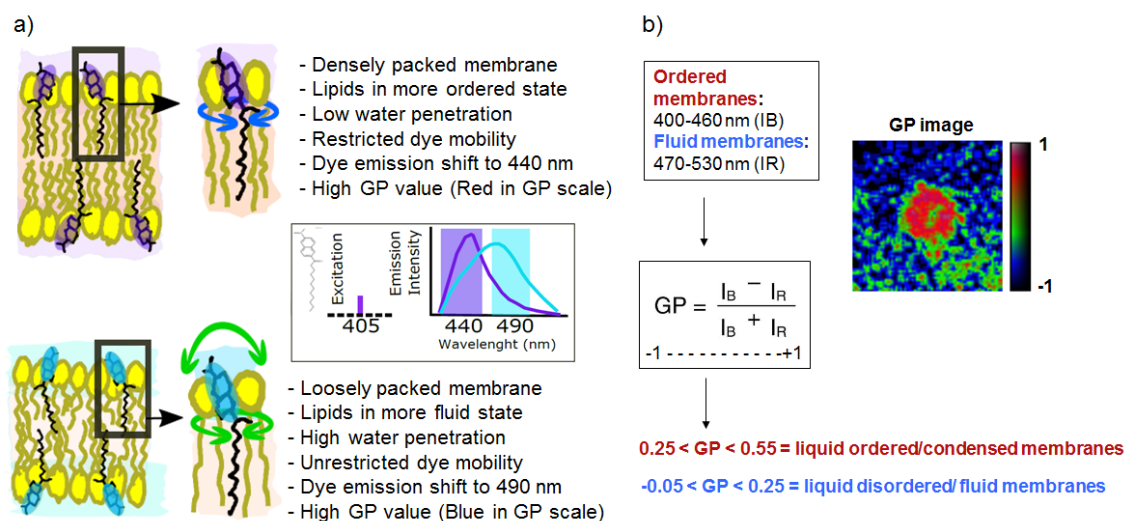 a)
- Densely packed membrane
- Lipids in more ordered state
- Low water penetration
- Restricted dye mobility
- Dye emission shift to 440 nm
- High GP value (Red in GP scale)
Excitation
405
Emission
Intensity
440 490
Wavelenght (nm)
- Loosely packed membrane
- Lipids in more fluid state
- High water penetration
- Unrestricted dye mobility
- Dye emission shift to 490 nm
- High GP value (Blue in GP scale)
b)
Ordered
membranes:
400-460 nm (IB)
Fluid membranes:
470-530 nm (IR)
GP image
1
-1
GP = I_B - I_R
I_B + I_R
-1 - - - - - - - - - - - +1
0.25 < GP < 0.55 = liquid ordered/condensed membranes
-0.05 < GP < 0.25 = liquid disordered/ fluid membranes